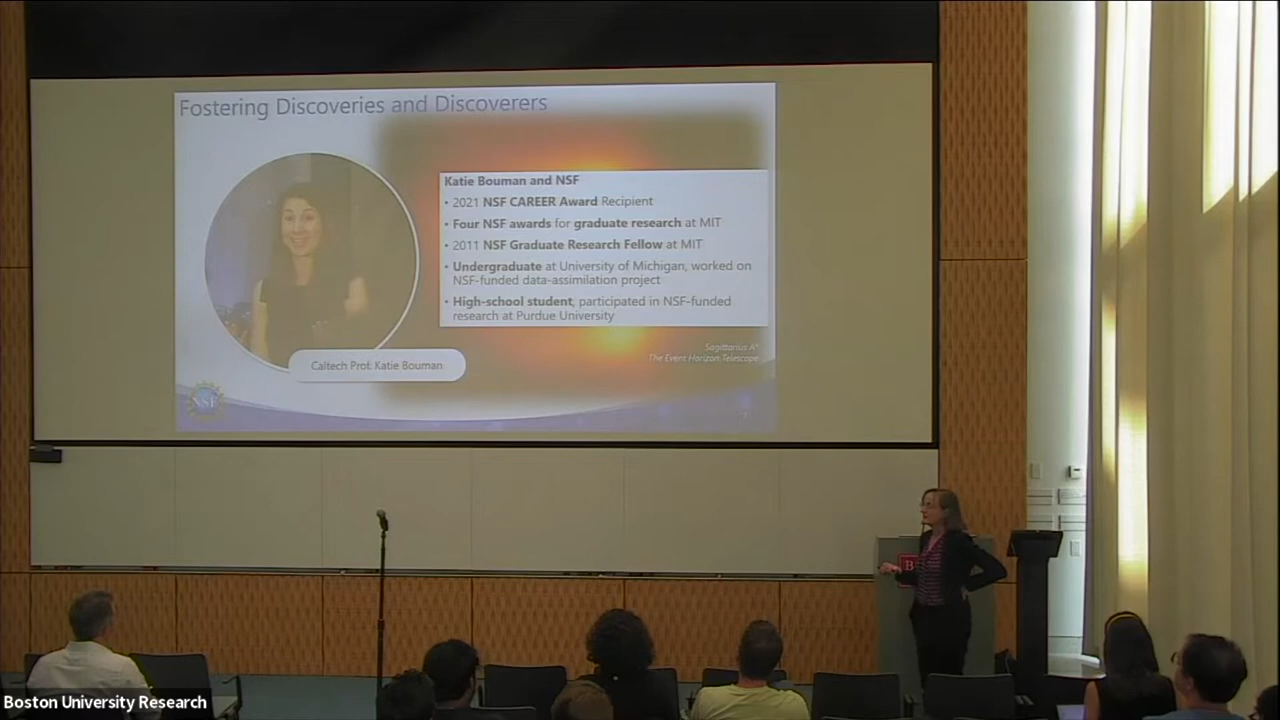 Fostering Discoveries and Discoverers
Katie Bouman and NSF
• 2021 NSF CAREER Award Recipient
• Four NSF awards for graduate research at MIT
• 2011 NSF Graduate Research Fellow at MIT
• Undergraduate at University of Michigan, worked on
NSF-funded data-assimilation project
• High-school student, participated in NSF-funded
research at Purdue University
Sagittarius A*
The Event Horizon Telescope
Caltech Prof. Katie Bouman
NSF
B
Boston University Research